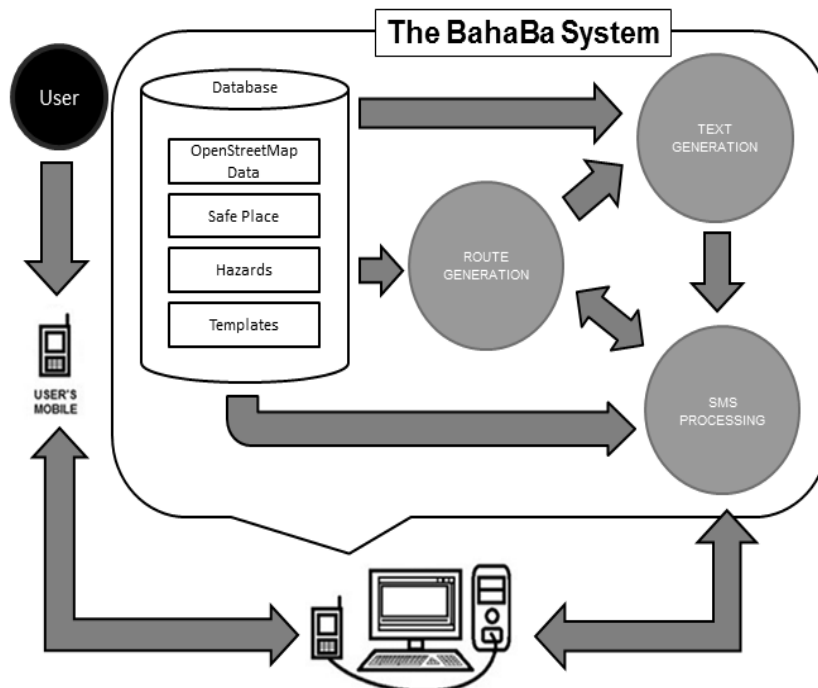 The BahaBa System
User
Database
OpenStreetMap
Data
Safe Place
Hazards
Templates
ROUTE
GENERATION
TEXT
GENERATION
SMS
PROCESSING
USER'S
MOBILE